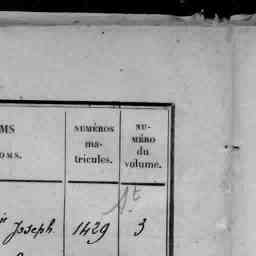 MS
OMS.
NUMÉROS
ma-
tricules.
NU-
MÉRO
du
volume.
Joseph 1429 3